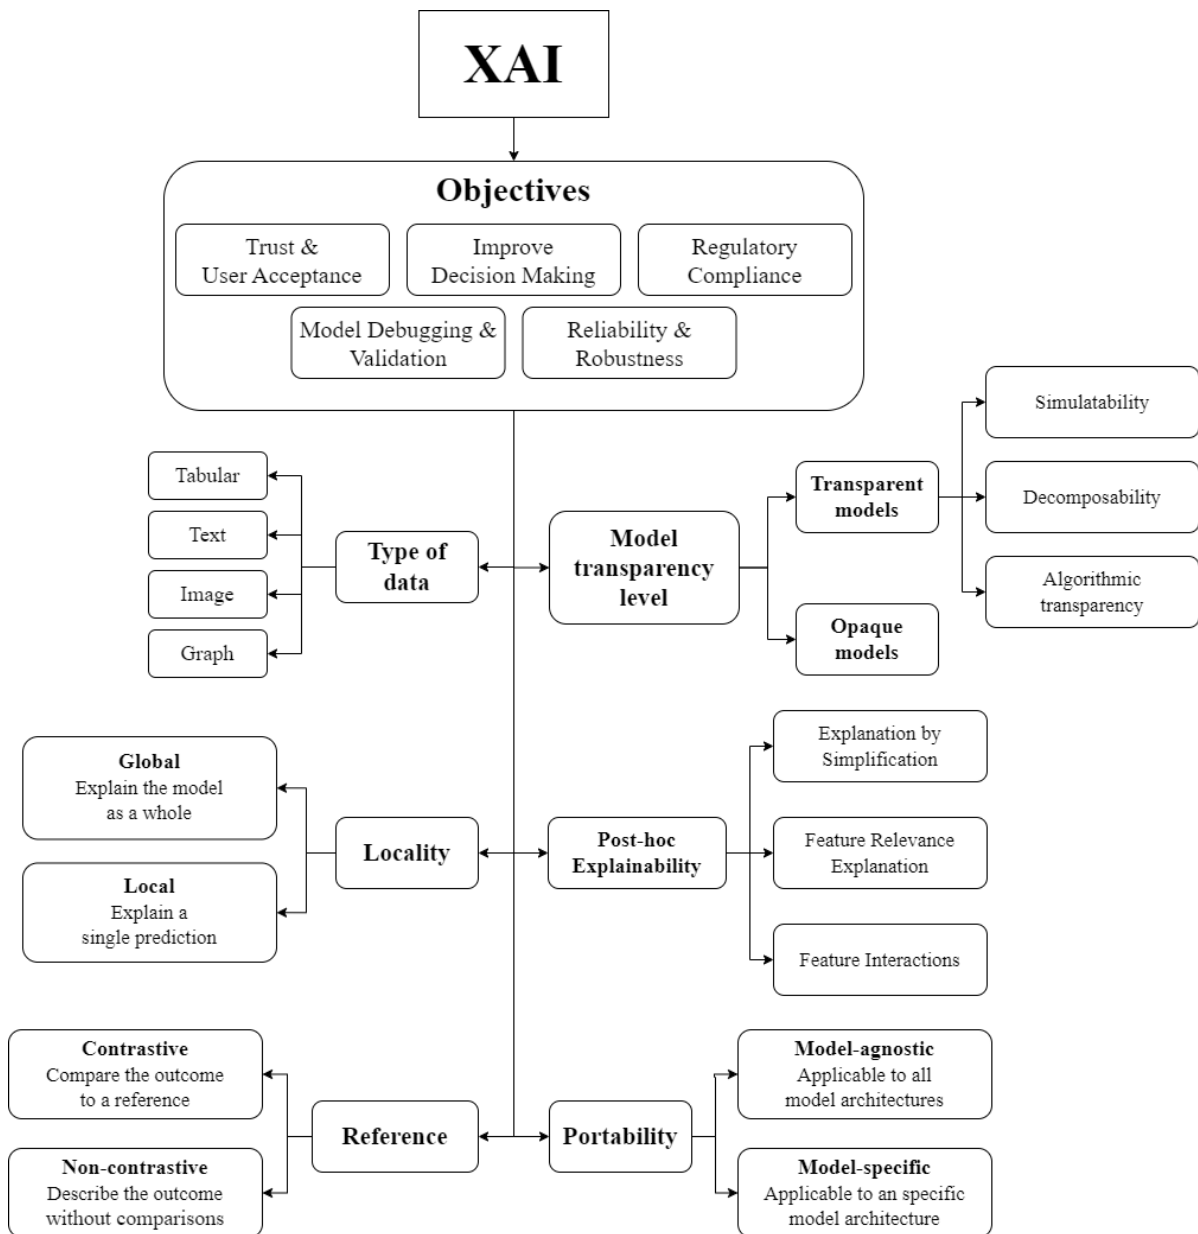 XAI
Objectives
Trust &
User Acceptance
Improve
Decision Making
Regulatory
Compliance
Model Debugging &
Validation
Reliability &
Robustness
Tabular
Text
Image
Graph
Type of
data
Model
transparency
level
Transparent
models
Opaque
models
Simulatability
Decomposability
Algorithmic
transparency
Global
Explain the model
as a whole
Local
Explain a
single prediction
Locality
Post-hoc
Explainability
Explanation by
Simplification
Feature Relevance
Explanation
Feature Interactions
Contrastive
Compare the outcome
to a reference
Non-contrastive
Describe the outcome
without comparisons
Reference
Portability
Model-agnostic
Applicable to all
model architectures
Model-specific
Applicable to an specific
model architecture